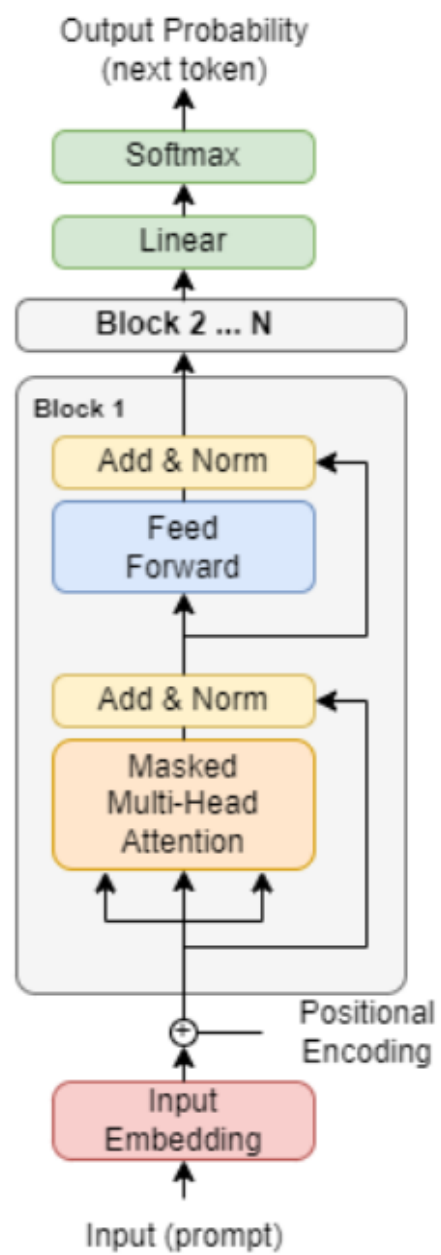 Output Probability
(next token)
Softmax
Linear
Block 2 ... N
Block 1
Add & Norm
Feed
Forward
Add & Norm
Masked
Multi-Head
Attention
+
Positional
Encoding
Input
Embedding
Input (prompt)